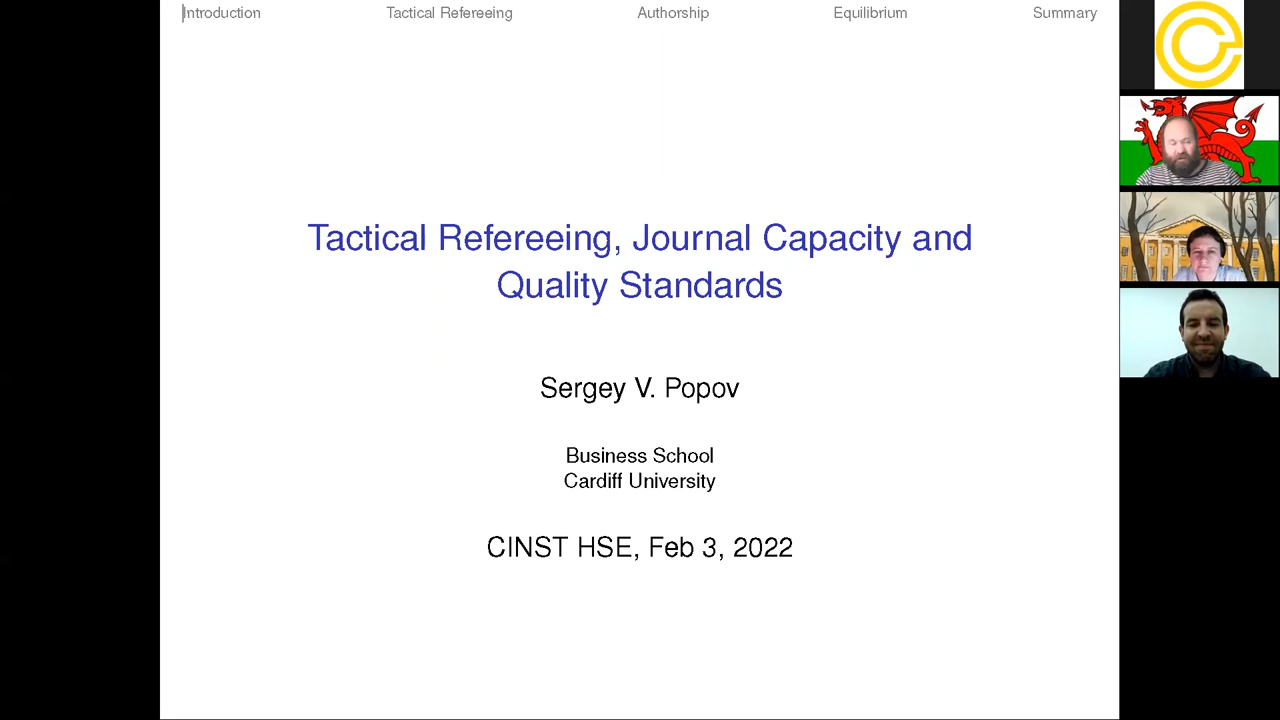 Introduction Tactical Refereeing Authorship Equilibrium Summary
Tactical Refereeing, Journal Capacity and
Quality Standards
Sergey V. Popov
Business School
Cardiff University
CINST HSE, Feb 3, 2022